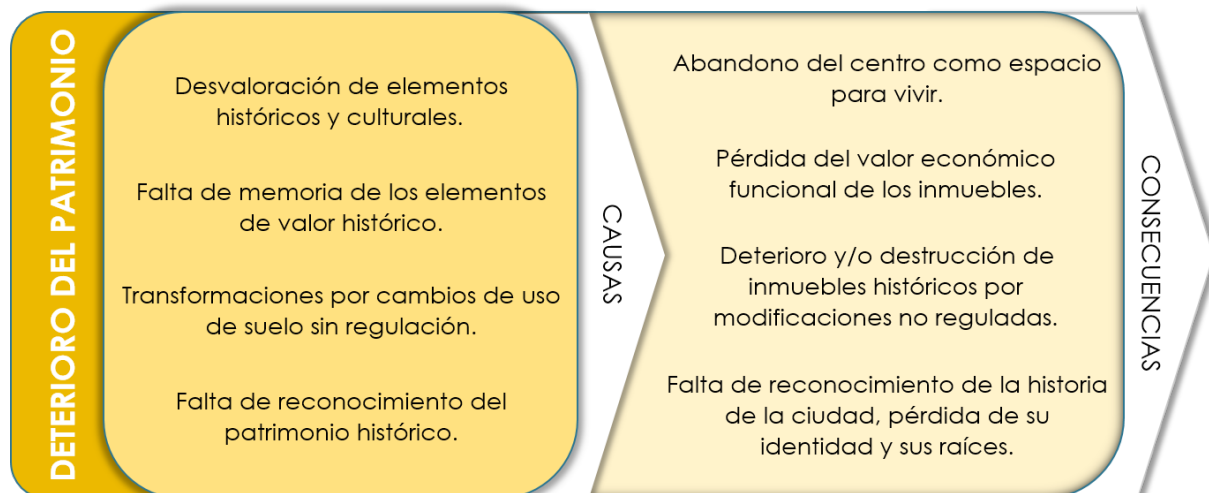 DETERIORO DEL PATRIMONIO
Desvaloración de elementos
históricos y culturales.
Falta de memoria de los elementos
de valor histórico.
Transformaciones por cambios de uso
de suelo sin regulación.
Falta de reconocimiento del
patrimonio histórico.
CAUSAS
Abandono del centro como espacio
para vivir.
Pérdida del valor económico
funcional de los inmuebles.
Deterioro y/o destrucción de
inmuebles históricos por
modificaciones no reguladas.
Falta de reconocimiento de la historia
de la ciudad, pérdida de su
identidad y sus raíces.
CONSECUENCIAS